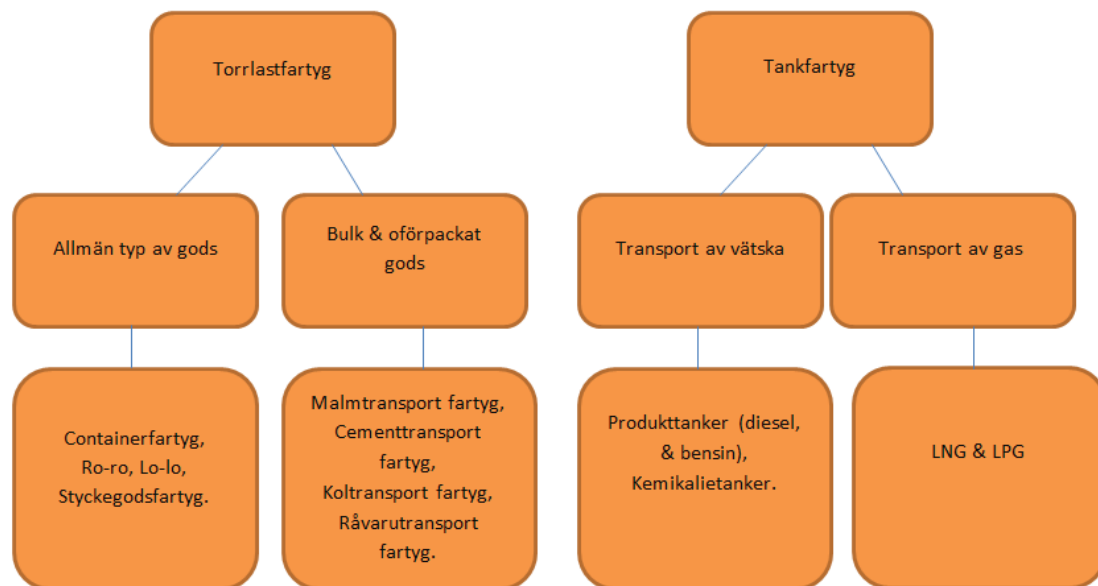 Torrlastfartyg
Tankfartyg
Allmän typ av gods
Bulk & oförpackat
gods
Transport av vätska
Transport av gas
Containerfartyg,
Ro-ro, Lo-lo,
Styckegodsfartyg.
Malmtransport fartyg,
Cementtransport
fartyg,
Koltransport fartyg,
Råvarutransport
fartyg.
Produkttanker (diesel,
& bensin),
Kemikalietanker.
LNG & LPG